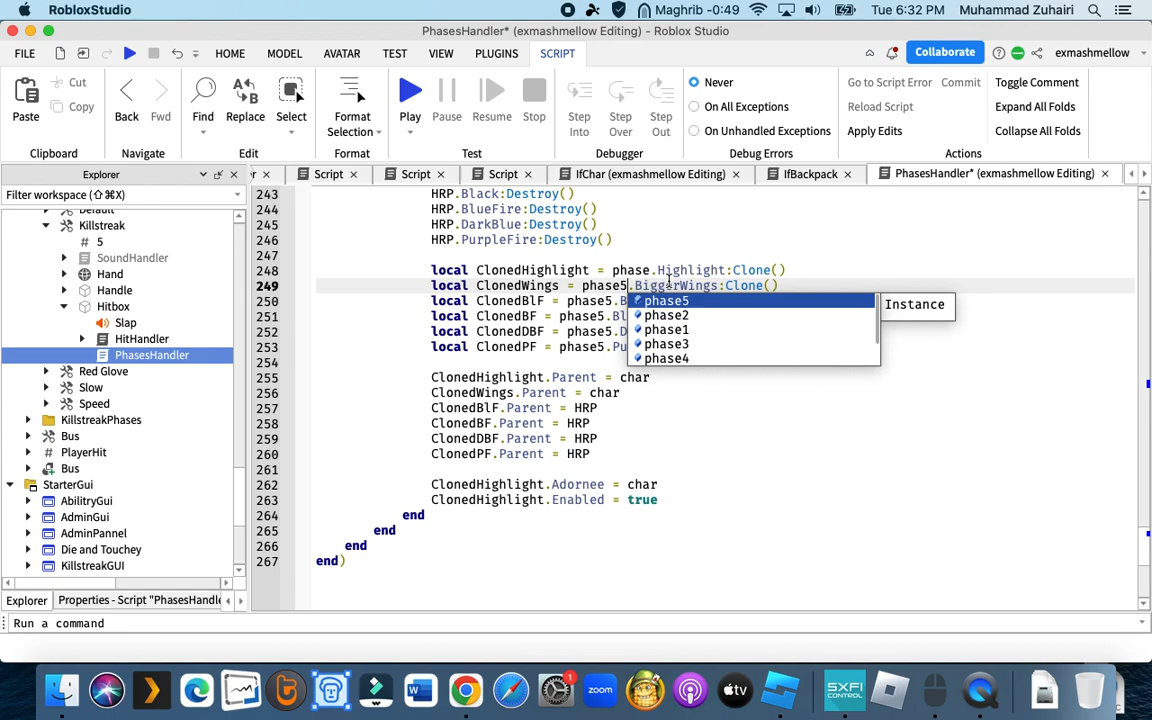 RobloxStudio
Maghrib -0:49
Tue 6:32 PM
Muhammad Zuhairi
PhasesHandler* (exmashmellow Editing) - Roblox Studio
FILE HOME MODEL AVATAR TEST VIEW PLUGINS SCRIPT
Collaborate
exmashmellow
Paste Cut Copy
Back Fwd
Find Replace Select
Format Selection
Play Pause Resume Stop
Step Into Step Over Step Out
Never
On All Exceptions
On Unhandled Exceptions
Go to Script Error Commit
Reload Script
Apply Edits
Toggle Comment
Expand All Folds
Collapse All Folds
Clipboard Navigate Edit Format Test Debugger Debug Errors Actions
Explorer
Filter workspace (⇧⌘X)
r × Script × Script × Script × IfChar (exmashmellow Editing) × IfBackpack × PhasesHandler* (exmashmellow Editing) ×
Default
Killstreak
# 5
SoundHandler
Hand
Handle
Hitbox
Slap
HitHandler
PhasesHandler
Red Glove
Slow
Speed
KillstreakPhases
Bus
PlayerHit
Bus
StarterGui
AbilitryGui
AdminGui
AdminPannel
Die and Touchey
KillstreakGUI
Explorer Properties - Script "PhasesHandle
Run a command
243 HRP.Black:Destroy()
244 HRP.BlueFire:Destroy()
245 HRP.DarkBlue:Destroy()
246 HRP.PurpleFire:Destroy()
247
248 local ClonedHighlight = phase.Highlight:Clone()
249 local ClonedWings = phase5.BiggerWings:Clone()
250 local ClonedBlF = phase5.B
251 local ClonedBF = phase5.Bl
252 local ClonedDBF = phase5.D
253 local ClonedPF = phase5.Pu
254
255 ClonedHighlight.Parent = char
256 ClonedWings.Parent = char
257 ClonedBlF.Parent = HRP
258 ClonedBF.Parent = HRP
259 ClonedDBF.Parent = HRP
260 ClonedPF.Parent = HRP
261
262 ClonedHighlight.Adornee = char
263 ClonedHighlight.Enabled = true
264 end
265 end
266 end
267 end)
phase5
phase2
phase1
phase3
phase4
Instance
1
zoom
tv
SXFI
CONTROL